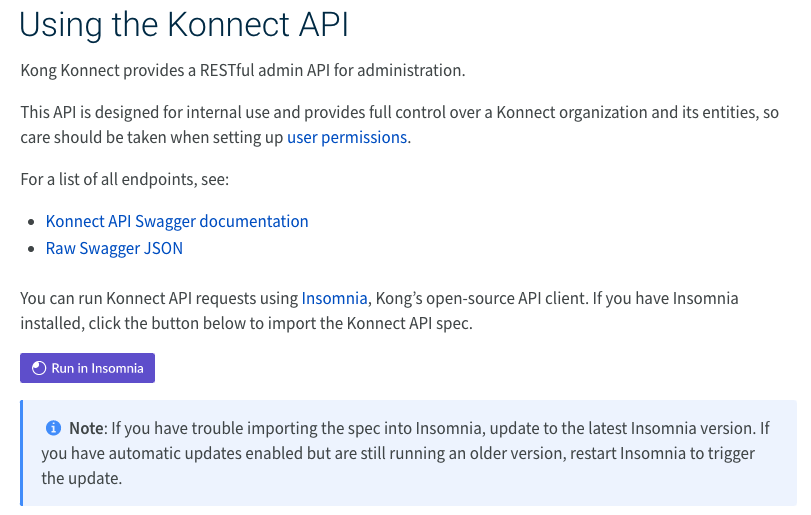 Using the Konnect API
Kong Konnect provides a RESTful admin API for administration.
This API is designed for internal use and provides full control over a Konnect organization and its entities, so
care should be taken when setting up user permissions.
For a list of all endpoints, see:
• Konnect API Swagger documentation
• Raw Swagger JSON
You can run Konnect API requests using Insomnia, Kong’s open-source API client. If you have Insomnia
installed, click the button below to import the Konnect API spec.
Run in Insomnia
Note: If you have trouble importing the spec into Insomnia, update to the latest Insomnia version. If
you have automatic updates enabled but are still running an older version, restart Insomnia to trigger
the update.